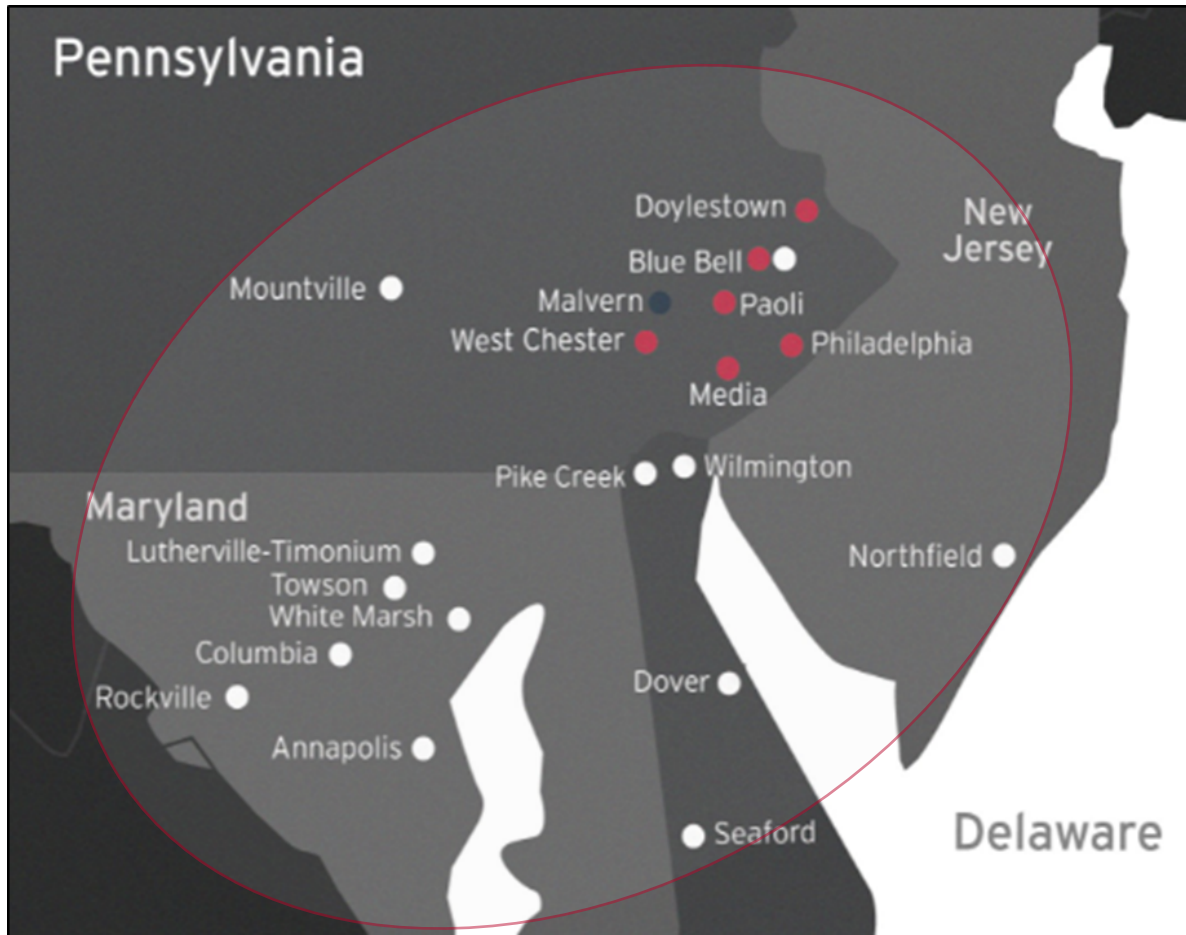 Pennsylvania
Doylestown
New
Jersey
Blue Bell
Mountville
Malvern
Paoli
West Chester
Philadelphia
Media
Pike Creek
Wilmington
Maryland
Lutherville-Timonium
Northfield
Towson
White Marsh
Columbia
Dover
Rockville
Annapolis
Seaford
Delaware